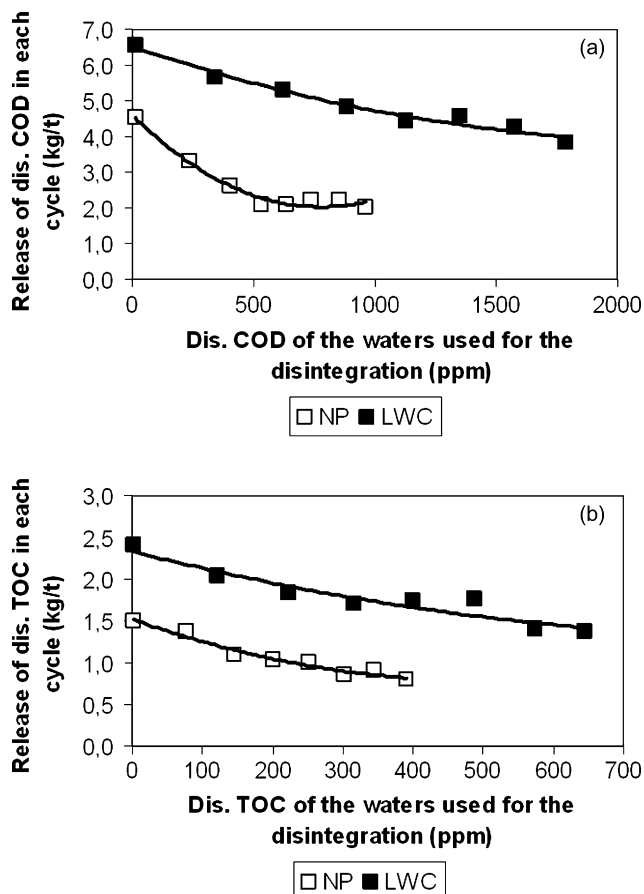 (a)
Release of dis. COD in each
cycle (kg/t)
7,0
6,0
5,0
4,0
3,0
2,0
1,0
0,0
0 500 1000 1500 2000
Dis. COD of the waters used for the
disintegration (ppm)
NP LWC
(b)
Release of dis. TOC in each
cycle (kg/t)
3,0
2,5
2,0
1,5
1,0
0,5
0,0
0 100 200 300 400 500 600 700
Dis. TOC of the waters used for the
disintegration (ppm)
NP LWC